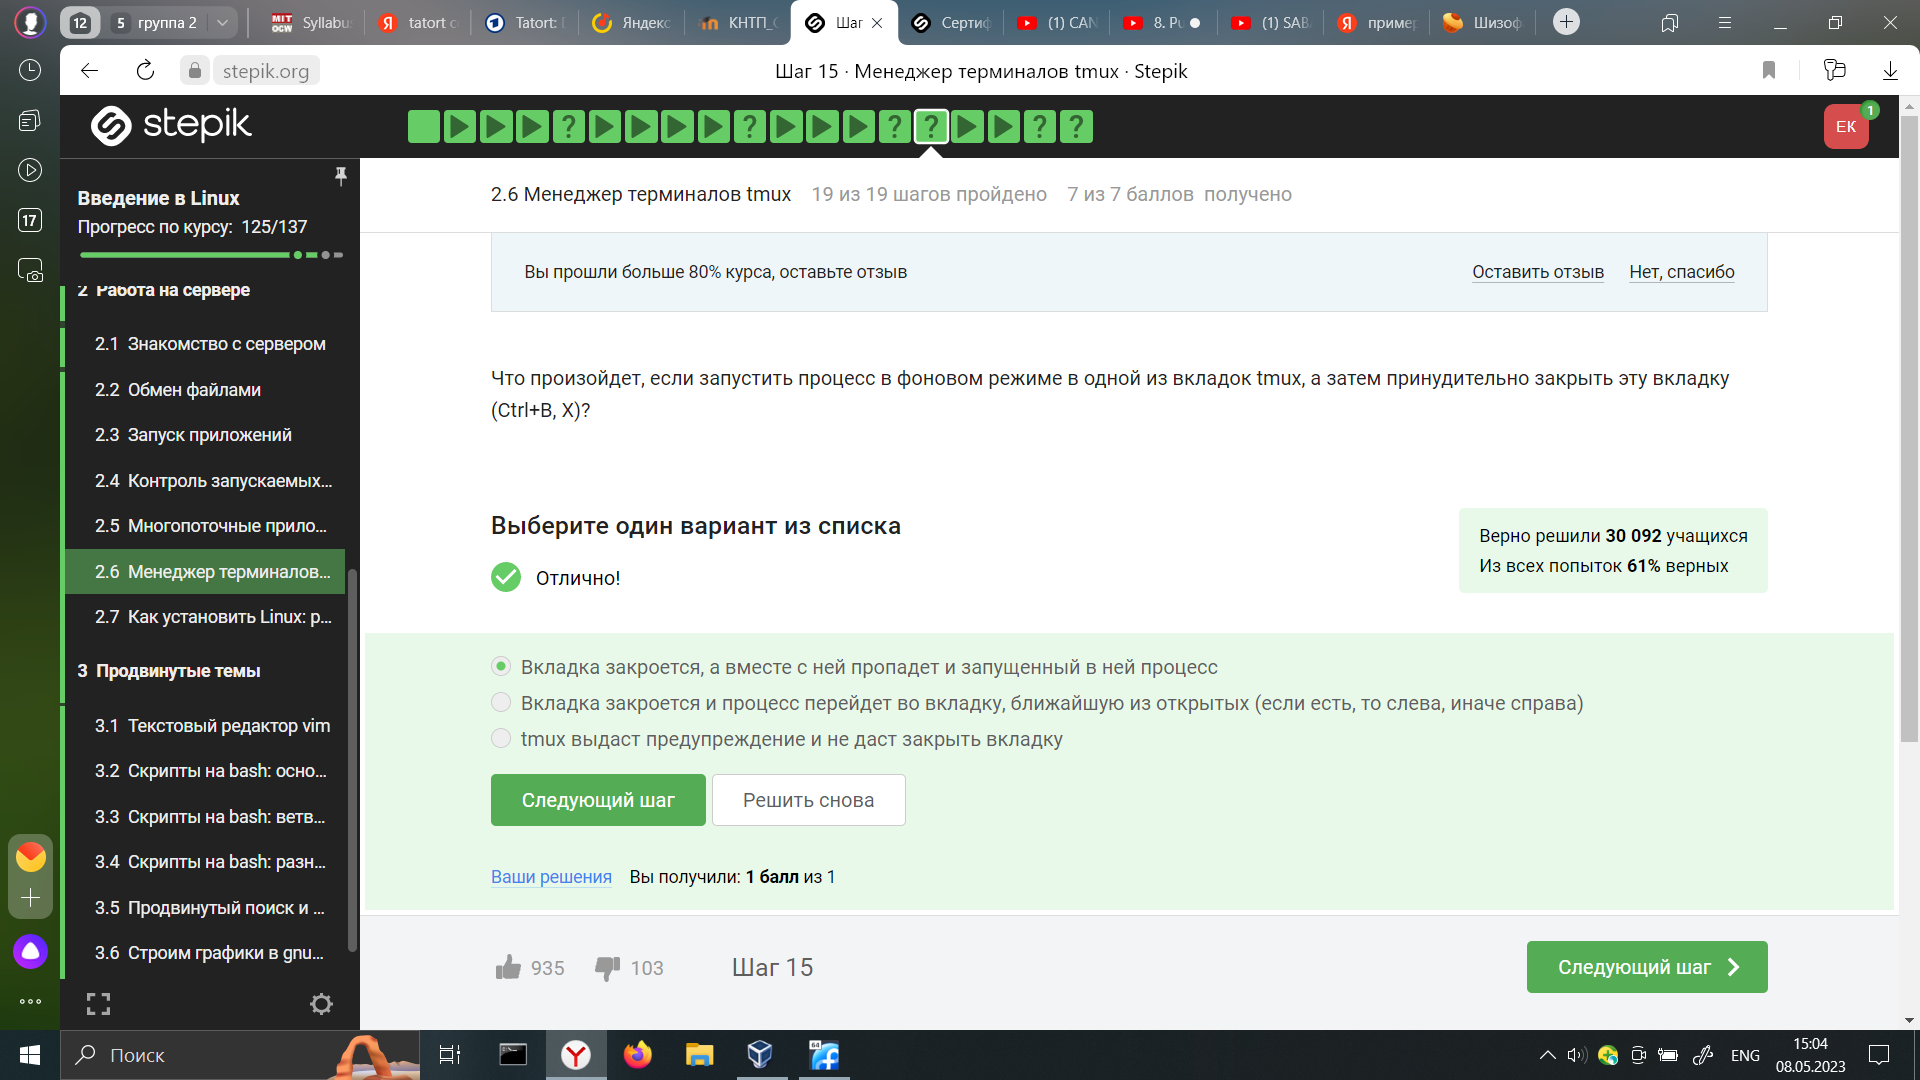 12
5 группа 2
MIT OCW Syllabu
Я tatort с
Tatort:
Яндекс
КНТП_
Шаг
Сертиф
(1) CAN
8. Pu
(1) SAB
Я пример
Шизоф
stepik.org
Шаг 15 · Менеджер терминалов tmux · Stepik
stepik
? ? ? ? ? ?
EK
1
17
Введение в Linux
Прогресс по курсу: 125/137
2 Работа на сервере
2.1 Знакомство с сервером
2.2 Обмен файлами
2.3 Запуск приложений
2.4 Контроль запускаемых...
2.5 Многопоточные прило...
2.6 Менеджер терминалов...
2.7 Как установить Linux: р...
3 Продвинутые темы
3.1 Текстовый редактор vim
3.2 Скрипты на bash: осно...
3.3 Скрипты на bash: ветв...
3.4 Скрипты на bash: разн...
3.5 Продвинутый поиск и ...
3.6 Строим графики в gnu...
2.6 Менеджер терминалов tmux 19 из 19 шагов пройдено 7 из 7 баллов получено
Вы прошли больше 80% курса, оставьте отзыв
Оставить отзыв Нет, спасибо
Что произойдет, если запустить процесс в фоновом режиме в одной из вкладок tmux, а затем принудительно закрыть эту вкладку
(Ctrl+B, X)?
Выберите один вариант из списка
Отлично!
Верно решили 30 092 учащихся
Из всех попыток 61% верных
Вкладка закроется, а вместе с ней пропадет и запущенный в ней процесс
Вкладка закроется и процесс перейдет во вкладку, ближайшую из открытых (если есть, то слева, иначе справа)
tmux выдаст предупреждение и не даст закрыть вкладку
Следующий шаг Решить снова
Ваши решения Вы получили: 1 балл из 1
935 103 Шаг 15
Следующий шаг
Поиск
64
ENG
15:04
08.05.2023